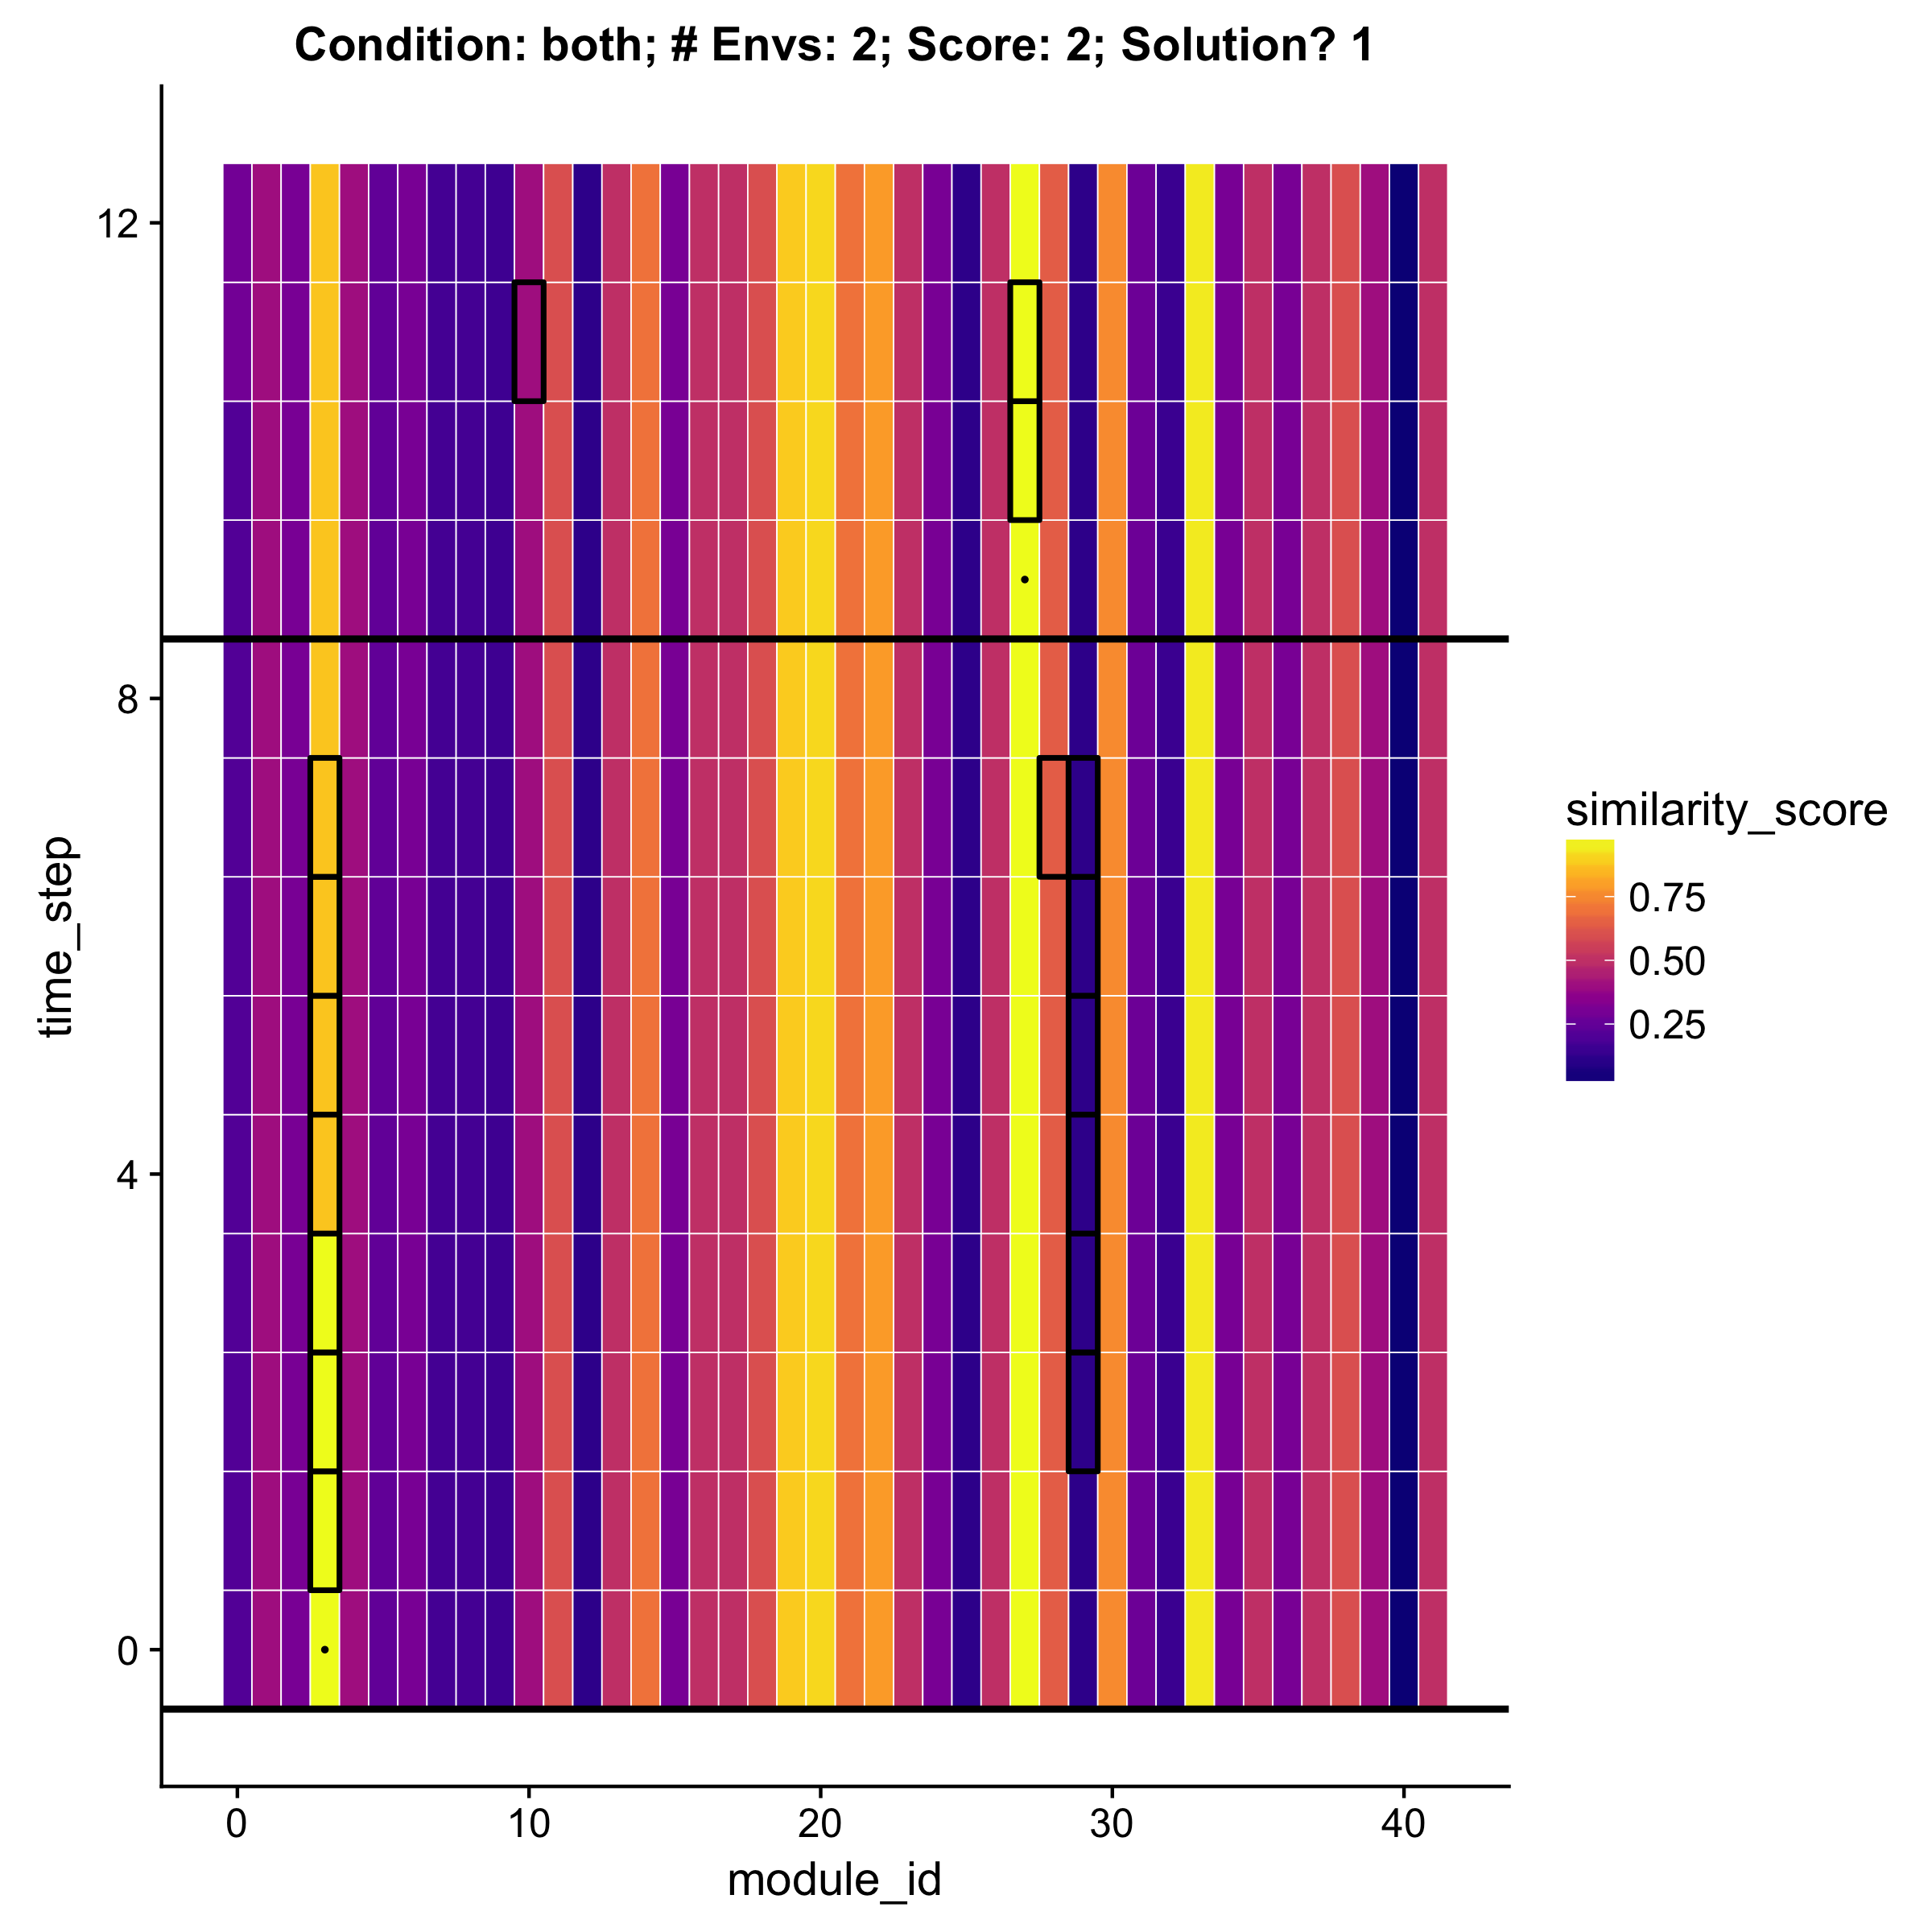 Condition: both; # Envs: 2; Score: 2; Solution? 1
12
8
4
0
time_step
0 10 20 30 40
module_id
similarity_score
0.75
0.50
0.25